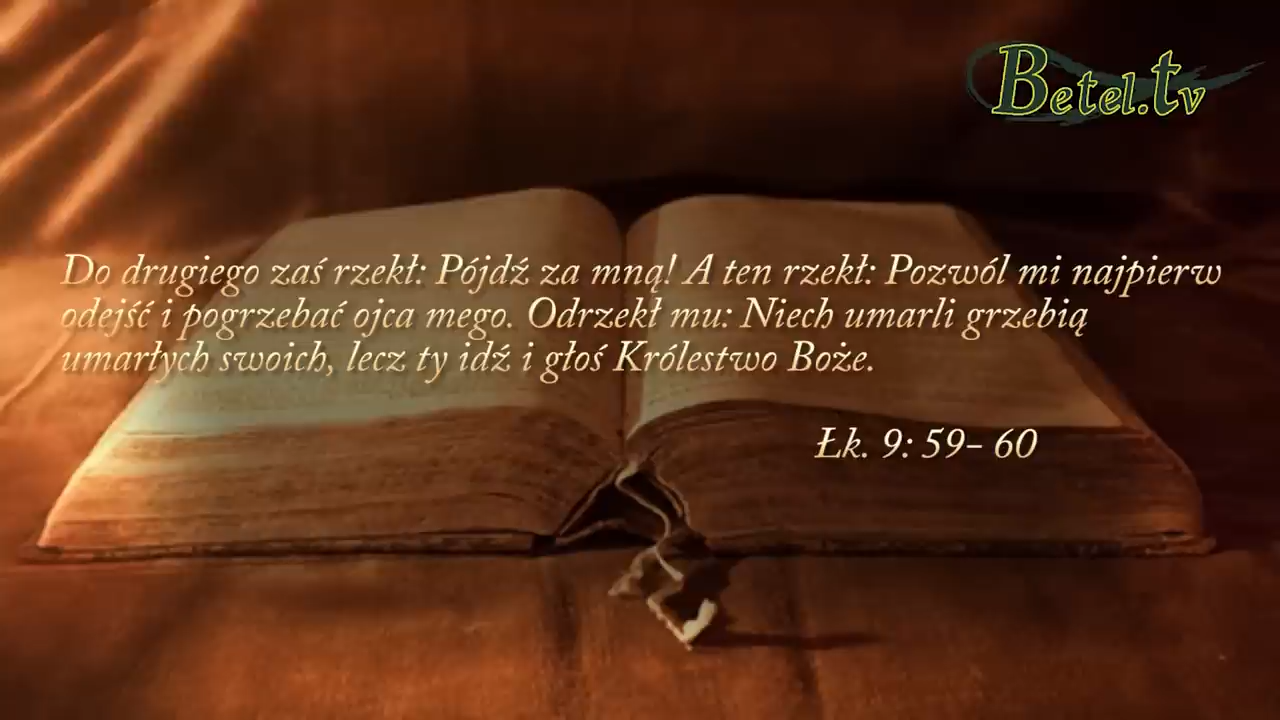 Betel.tv
Do drugiego zaś rzekł: Pójdź za mną! A ten rzekł: Pozwól mi najpierw
odejść i pogrzebać ojca mego. Odrzekł mu: Niech umarli grzebią
umarłych swoich, lecz ty idź i głoś Królestwo Boże.
Łk. 9: 59- 60